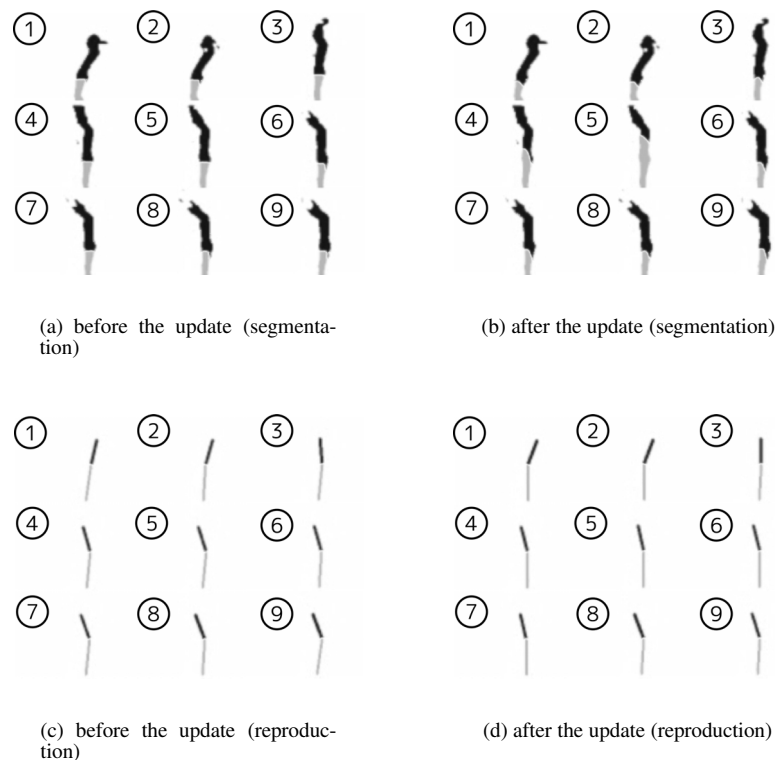 ① ② ③
④ ⑤ ⑥
⑦ ⑧ ⑨
(a) before the update (segmenta-
tion)
① ② ③
④ ⑤ ⑥
⑦ ⑧ ⑨
(b) after the update (segmentation)
① ② ③
④ ⑤ ⑥
⑦ ⑧ ⑨
(c) before the update (reproduc-
tion)
① ② ③
④ ⑤ ⑥
⑦ ⑧ ⑨
(d) after the update (reproduction)